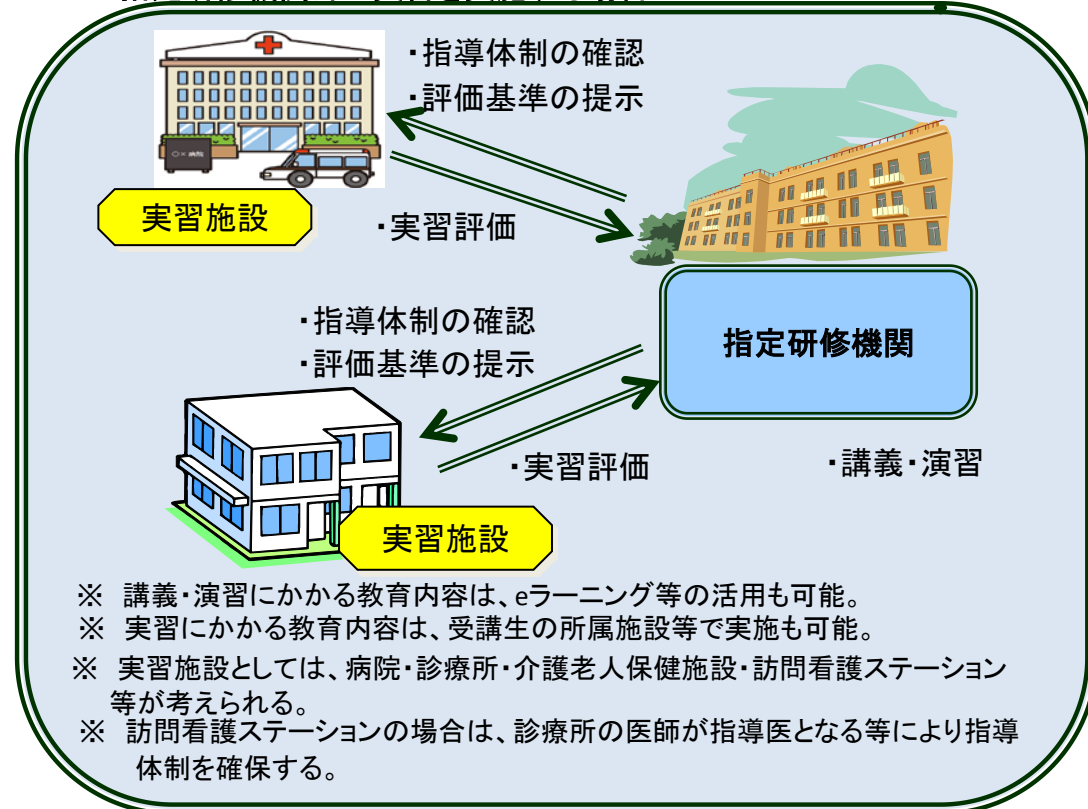 ・指導体制の確認
・評価基準の提示
実習施設
・実習評価
・指導体制の確認
・評価基準の提示
指定研修機関
・実習評価
・講義・演習
実習施設
※ 講義・演習にかかる教育内容は、eラーニング等の活用も可能。
※ 実習にかかる教育内容は、受講生の所属施設等で実施も可能。
※ 実習施設としては、病院・診療所・介護老人保健施設・訪問看護ステーション
等が考えられる。
※ 訪問看護ステーションの場合は、診療所の医師が指導医となる等により指導
体制を確保する。